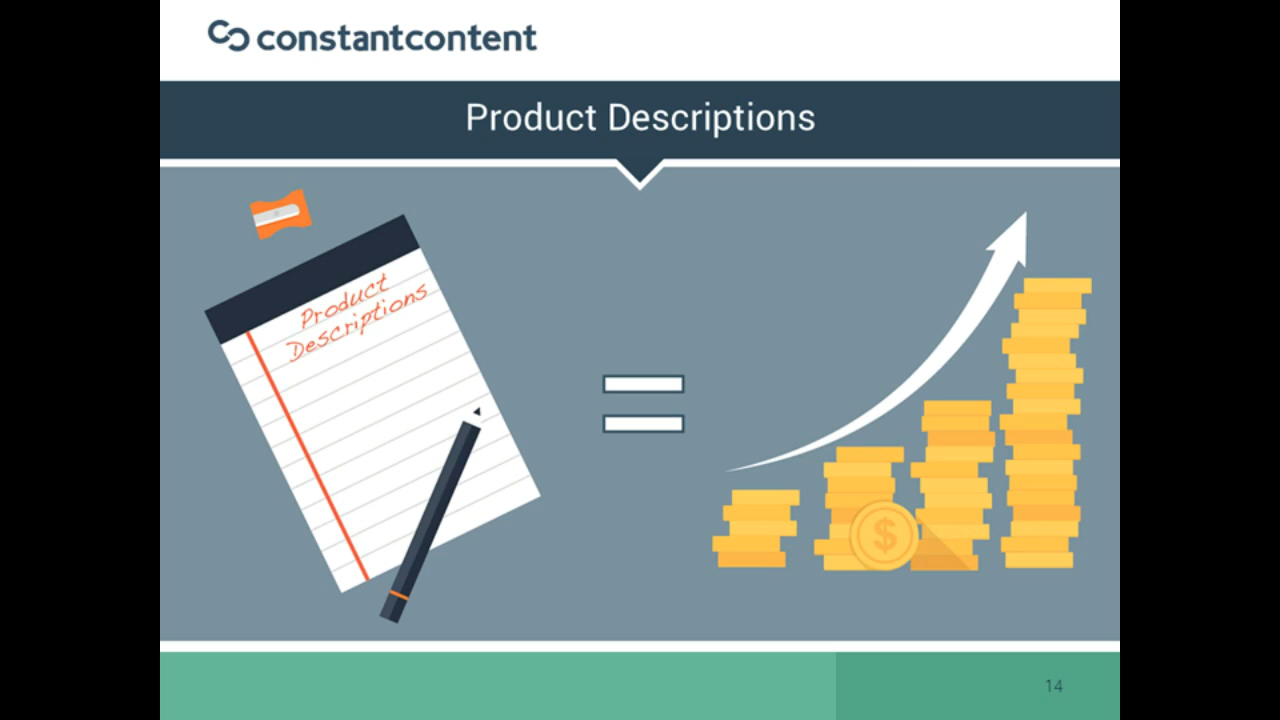 constantcontent
Product Descriptions
Product
Descriptions
$
14